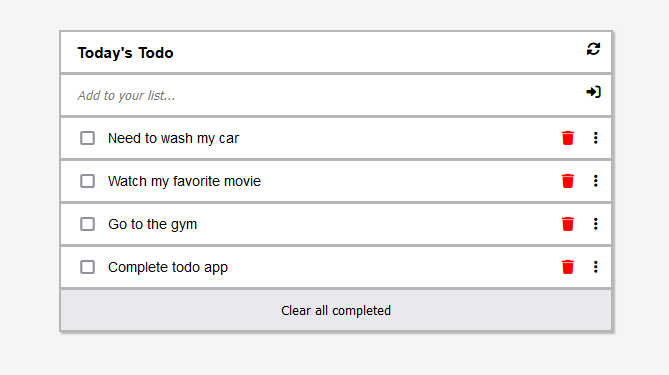 Today's Todo
Add to your list...
Need to wash my car
Watch my favorite movie
Go to the gym
Complete todo app
Clear all completed